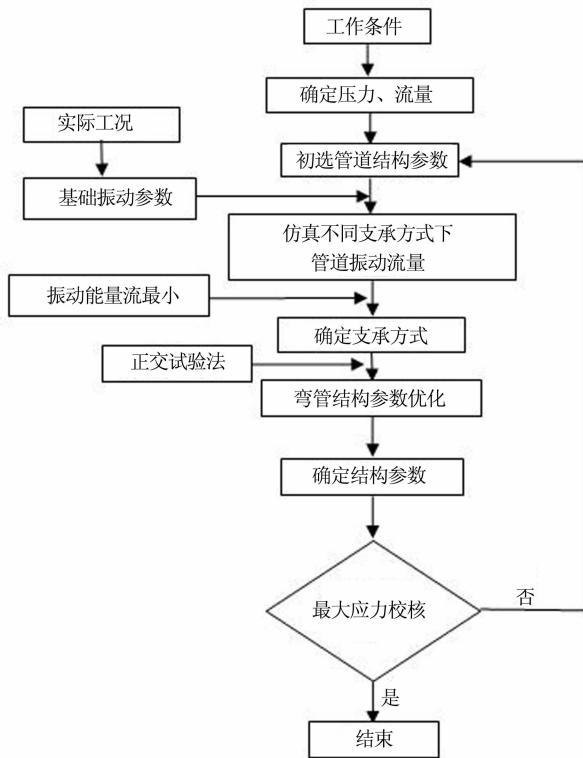 工作条件
确定压力、流量
实际工况
初选管道结构参数
基础振动参数
仿真不同支承方式下
管道振动流量
振动能量流最小
确定支承方式
正交试验法
弯管结构参数优化
确定结构参数
最大应力校核
否
是
结束